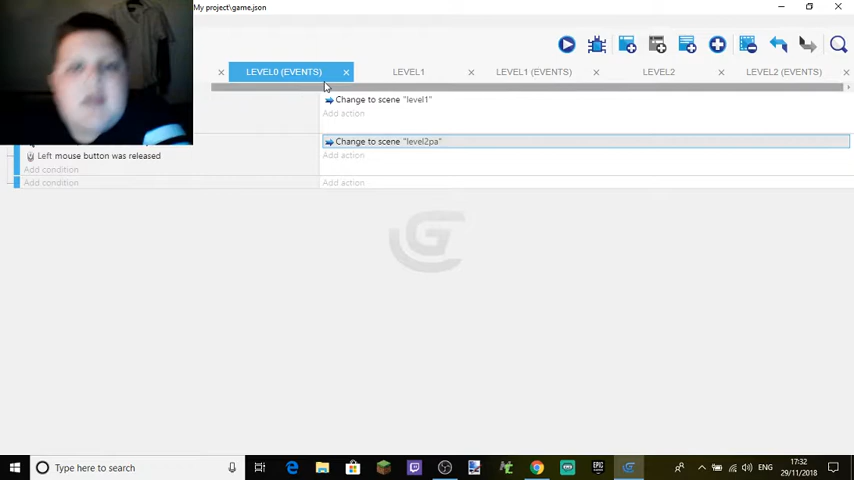 My project\game.json
LEVEL0 (EVENTS) × LEVEL1 × LEVEL1 (EVENTS) × LEVEL2 × LEVEL2 (EVENTS) ×
Change to scene "level1"
Add action
Change to scene "level2pa"
Left mouse button was released
Add action
Add condition
Add condition
Add action
Type here to search
EPIC
ENG
17:32
29/11/2018